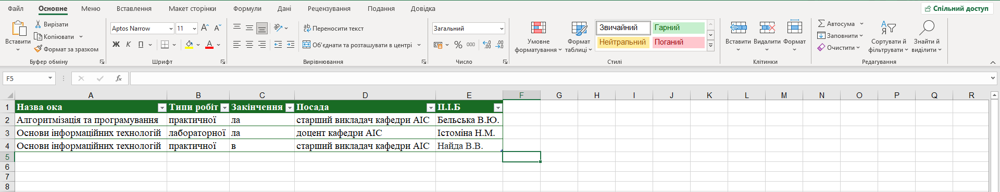 Файл Основне Меню Вставлення Макет сторінки Формули Дані Рецензування Подання Довідка Спільний доступ
Вставити Вирізати Копіювати Формат за зразком
Буфер обміну
Aptos Narrow 11
Ж К П
Шрифт
Переносити текст
Об'єднати та розташувати в центрі
Вирівнювання
Загальний
% 000
Число
Умовне форматування
Формат таблиці
Звичайний Гарний
Нейтральний Поганий
Стилі
Вставити Видалити Формат
Клітинки
Автосума
Заповнити
Очистити
Сортувати й фільтрувати
Знайти й виділити
Редагування
F5 fx
A B C D E F G H I J K L M N O P Q R
1 Назва ока Типи робіт Закінчення Посада П.І.Б
2 Алгоритмізація та програмування практичної ла старший викладач кафедри АІС Бельська В.Ю.
3 Основи інформаційних технологій лабораторної ла доцент кафедри АІС Істоміна Н.М.
4 Основи інформаційних технологій практичної в старший викладач кафедри АІС Найда В.В.
5
6
7
8